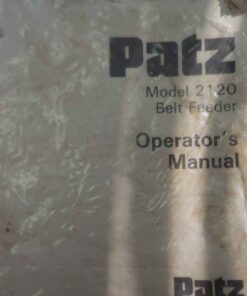 Patz
Model 2120
Belt Feeder
Operator's
Manual
Patz